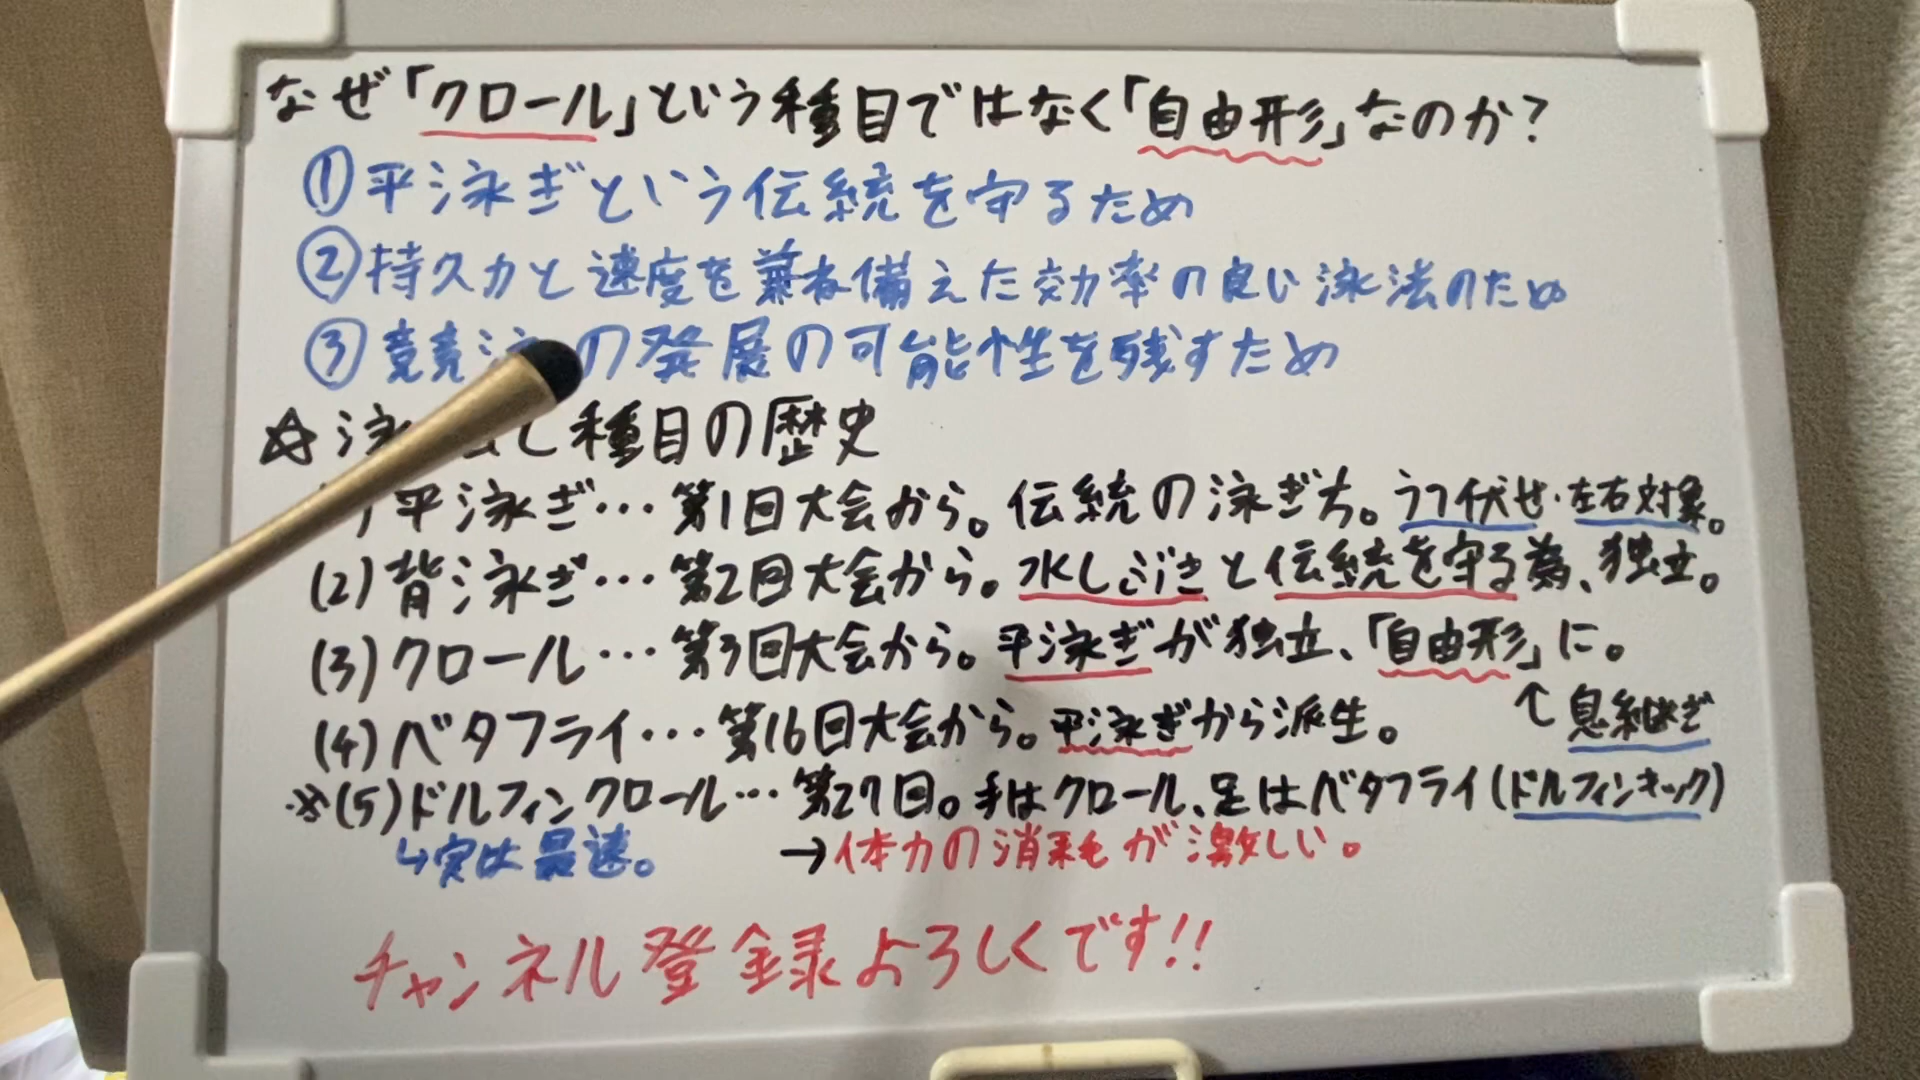 なぜ「クロール」という種目ではなく「自由形」なのか?
①平泳ぎという伝統を守るため
②持久力と速度を兼ね備えた効率の良い泳法のため
③競泳の発展の可能性を残すため
☆泳 と種目の歴史
) 平泳ぎ…第1回大会から。伝統の泳ぎ方。うつ伏せ・左右対象。
(2) 背泳ぎ…第2回大会から。水しぶきと伝統を守る為、独立。
(3) クロール…第3回大会から。平泳ぎが独立、「自由形」に。
(4) バタフライ…第16回大会から。平泳ぎから派生。
↑息継ぎ
※(5)ドルフィンクロール…第27回。手はクロール、足はバタフライ(ドルフィンキック)
↳実は最速。 →体力の消耗が激しい。
チャンネル登録よろしくです!!